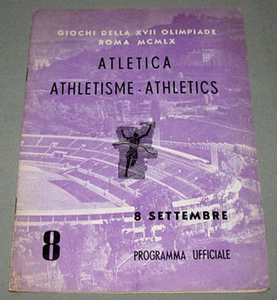 GIOCHI DELLA XVII OLIMPIADE
ROMA MCMLX
ATLETICA
ATHLETISME - ATHLETICS
8 SETTEMBRE
8
PROGRAMMA UFFICIALE